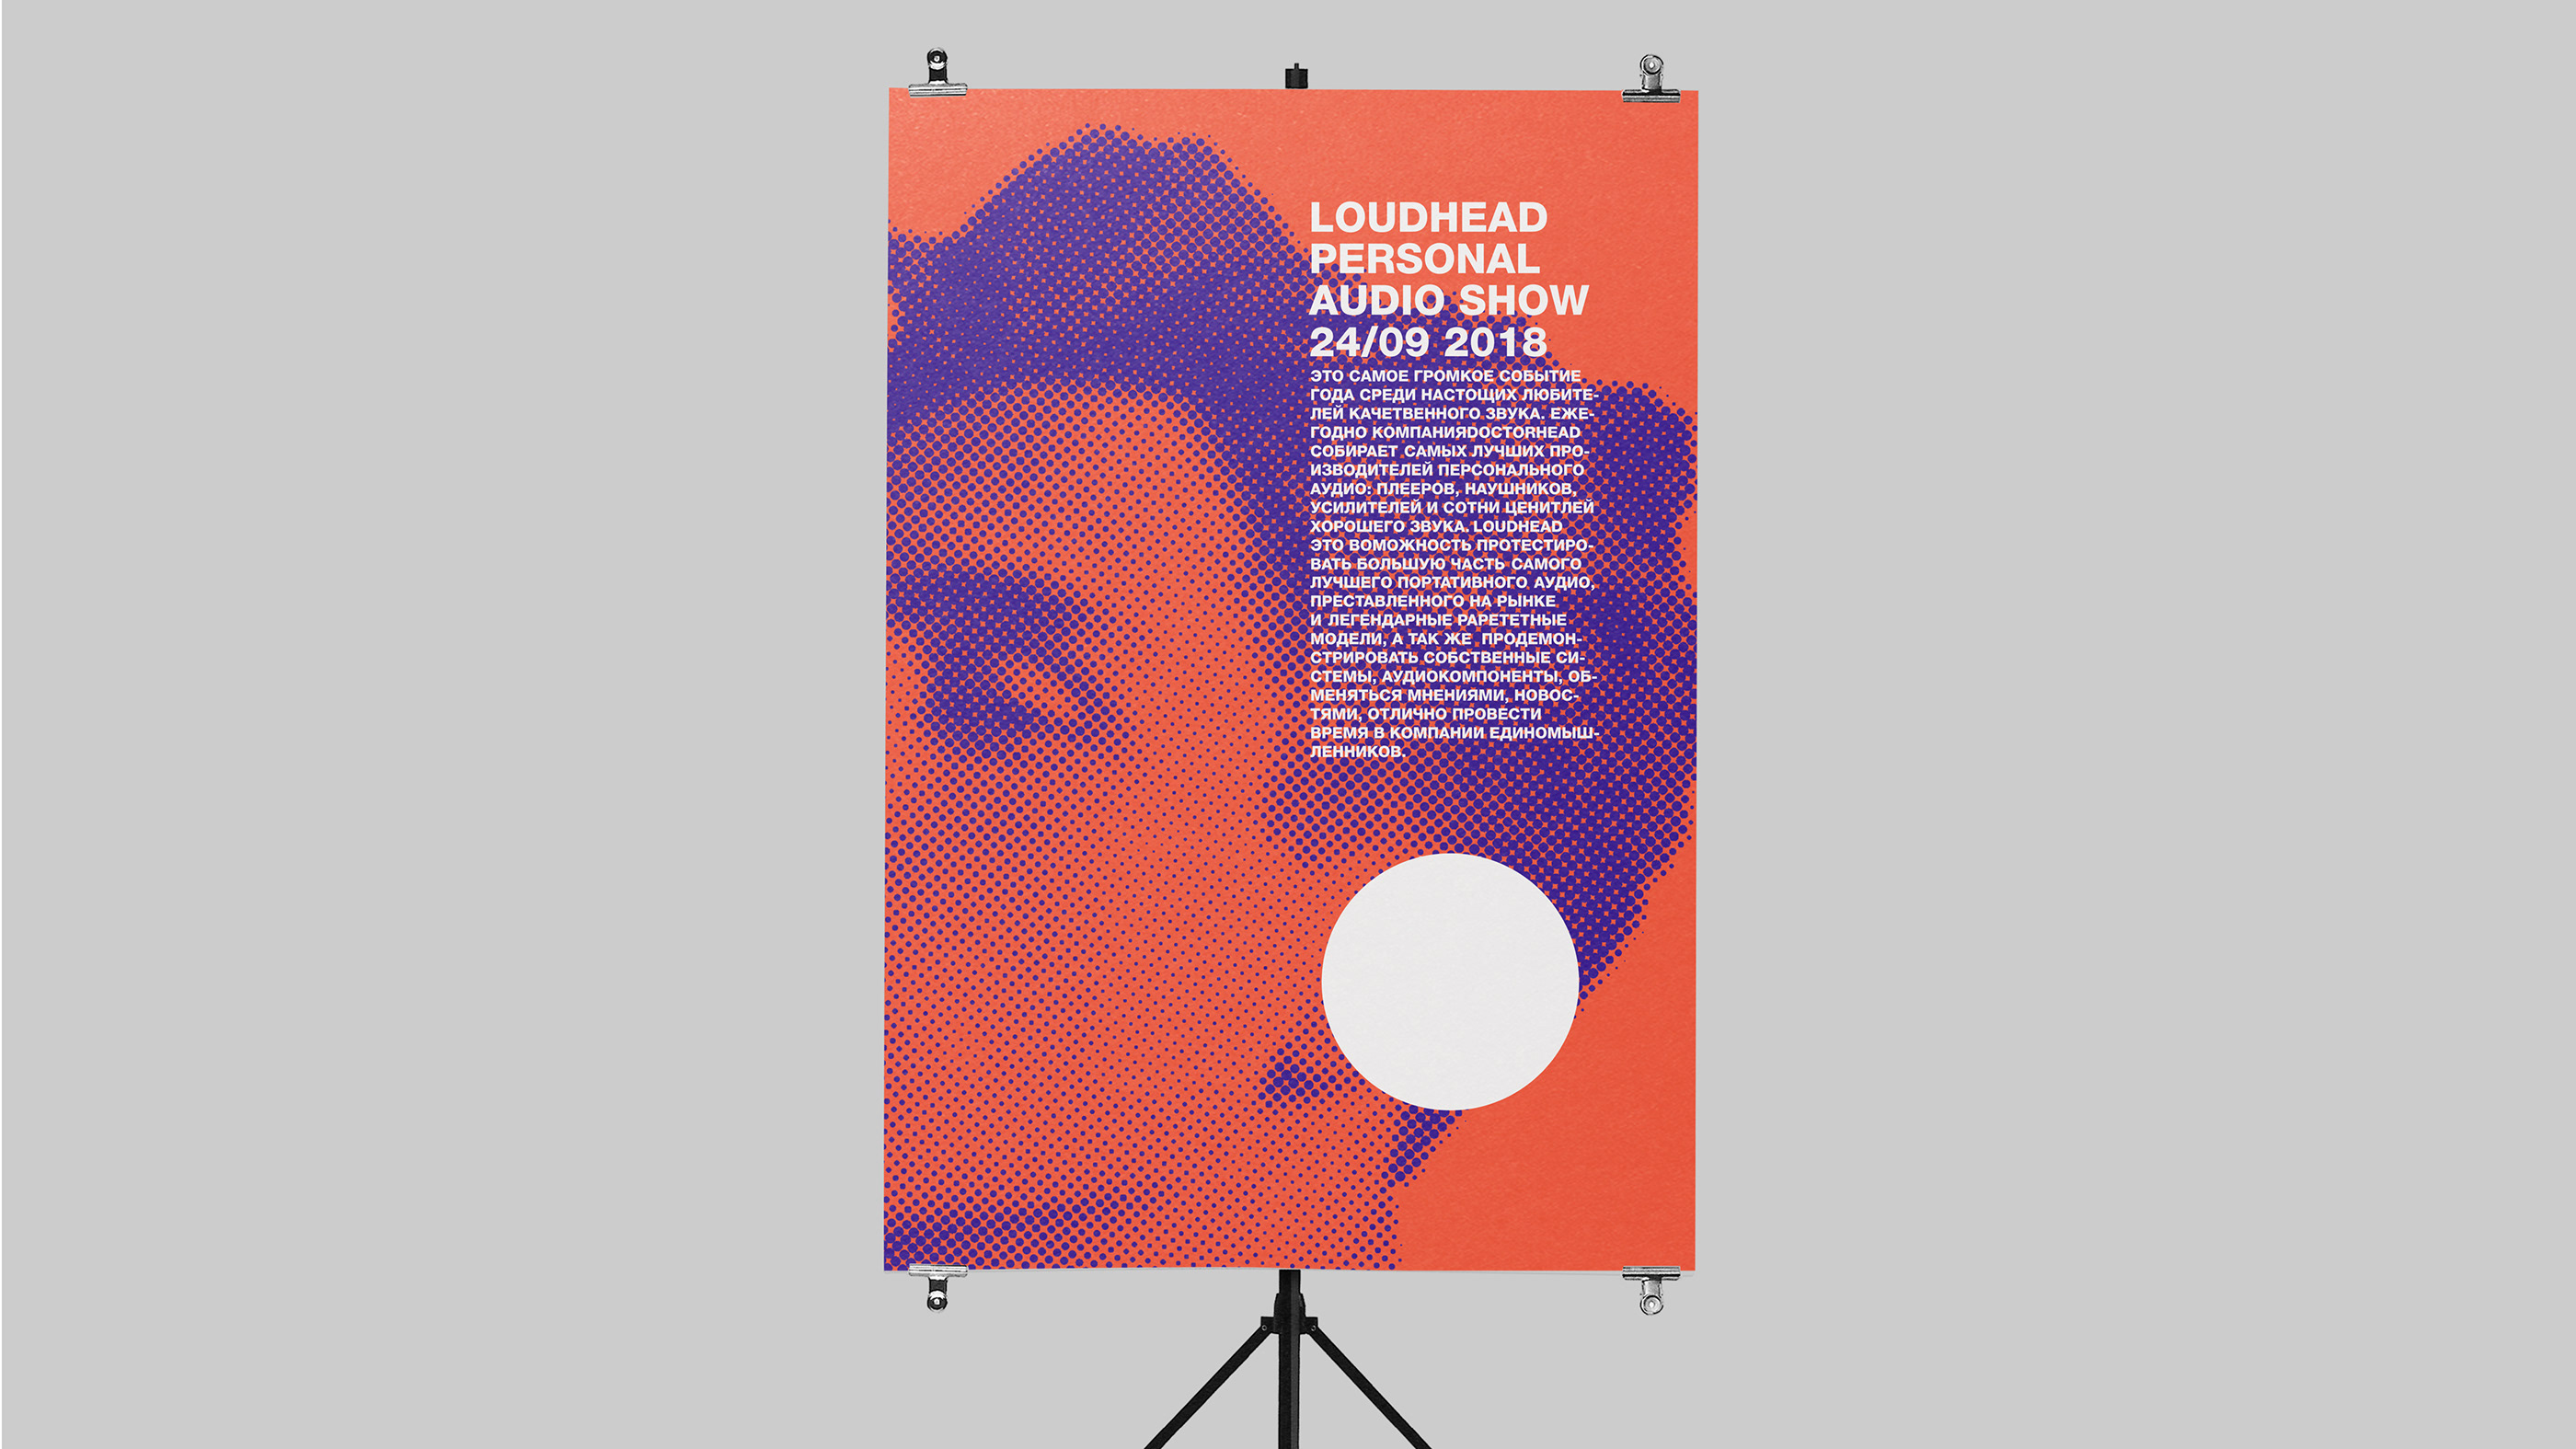 LOUDHEAD
PERSONAL
AUDIO SHOW
24/09 2018
ЭТО САМОЕ ГРОМКОЕ СОБЫТИЕ
ГОДА СРЕДИ НАСТОЩИХ ЛЮБИТЕ-
ЛЕЙ КАЧЕТВЕННОГО ЗВУКА. ЕЖЕ-
ГОДНО КОМПАНИЯDOCTORHEAD
СОБИРАЕТ САМЫХ ЛУЧШИХ ПРО-
ИЗВОДИТЕЛЕЙ ПЕРСОНАЛЬНОГО
АУДИО: ПЛЕЕРОВ, НАУШНИКОВ,
УСИЛИТЕЛЕЙ И СОТНИ ЦЕНИТЛЕЙ
ХОРОШЕГО ЗВУКА. LOUDHEAD
ЭТО ВОМОЖНОСТЬ ПРОТЕСТИРО-
ВАТЬ БОЛЬШУЮ ЧАСТЬ САМОГО
ЛУЧШЕГО ПОРТАТИВНОГО АУДИО,
ПРЕСТАВЛЕННОГО НА РЫНКЕ
И ЛЕГЕНДАРНЫЕ РАРЕТЕТНЫЕ
МОДЕЛИ, А ТАК ЖЕ  ПРОДЕМОН-
СТРИРОВАТЬ СОБСТВЕННЫЕ СИ-
СТЕМЫ, АУДИОКОМПОНЕНТЫ, ОБ-
МЕНЯТЬСЯ МНЕНИЯМИ, НОВОС-
ТЯМИ, ОТЛИЧНО ПРОВЕСТИ
ВРЕМЯ В КОМПАНИИ ЕДИНОМЫШ-
ЛЕННИКОВ.